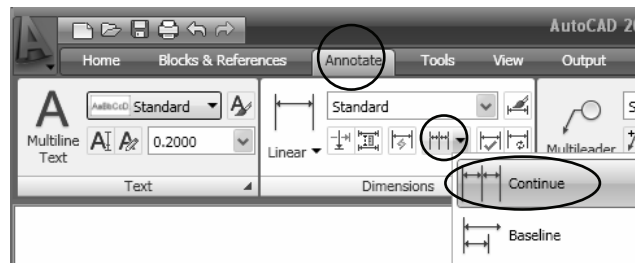 AutoCAD 20
Home Blocks & References Annotate Tools View Output
A AaBbCcD Standard Standard
Multiline Text 0.2000 Linear Multileader
Text Dimensions Continue
Baseline